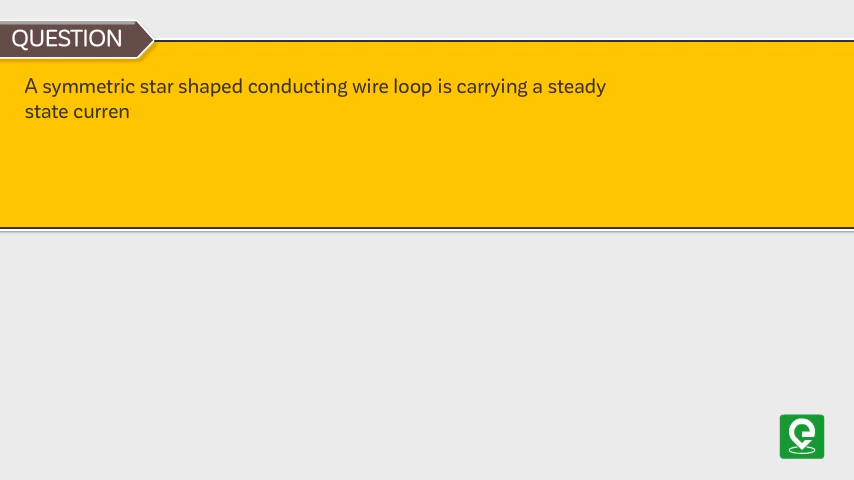 QUESTION
A symmetric star shaped conducting wire loop is carrying a steady
state curren